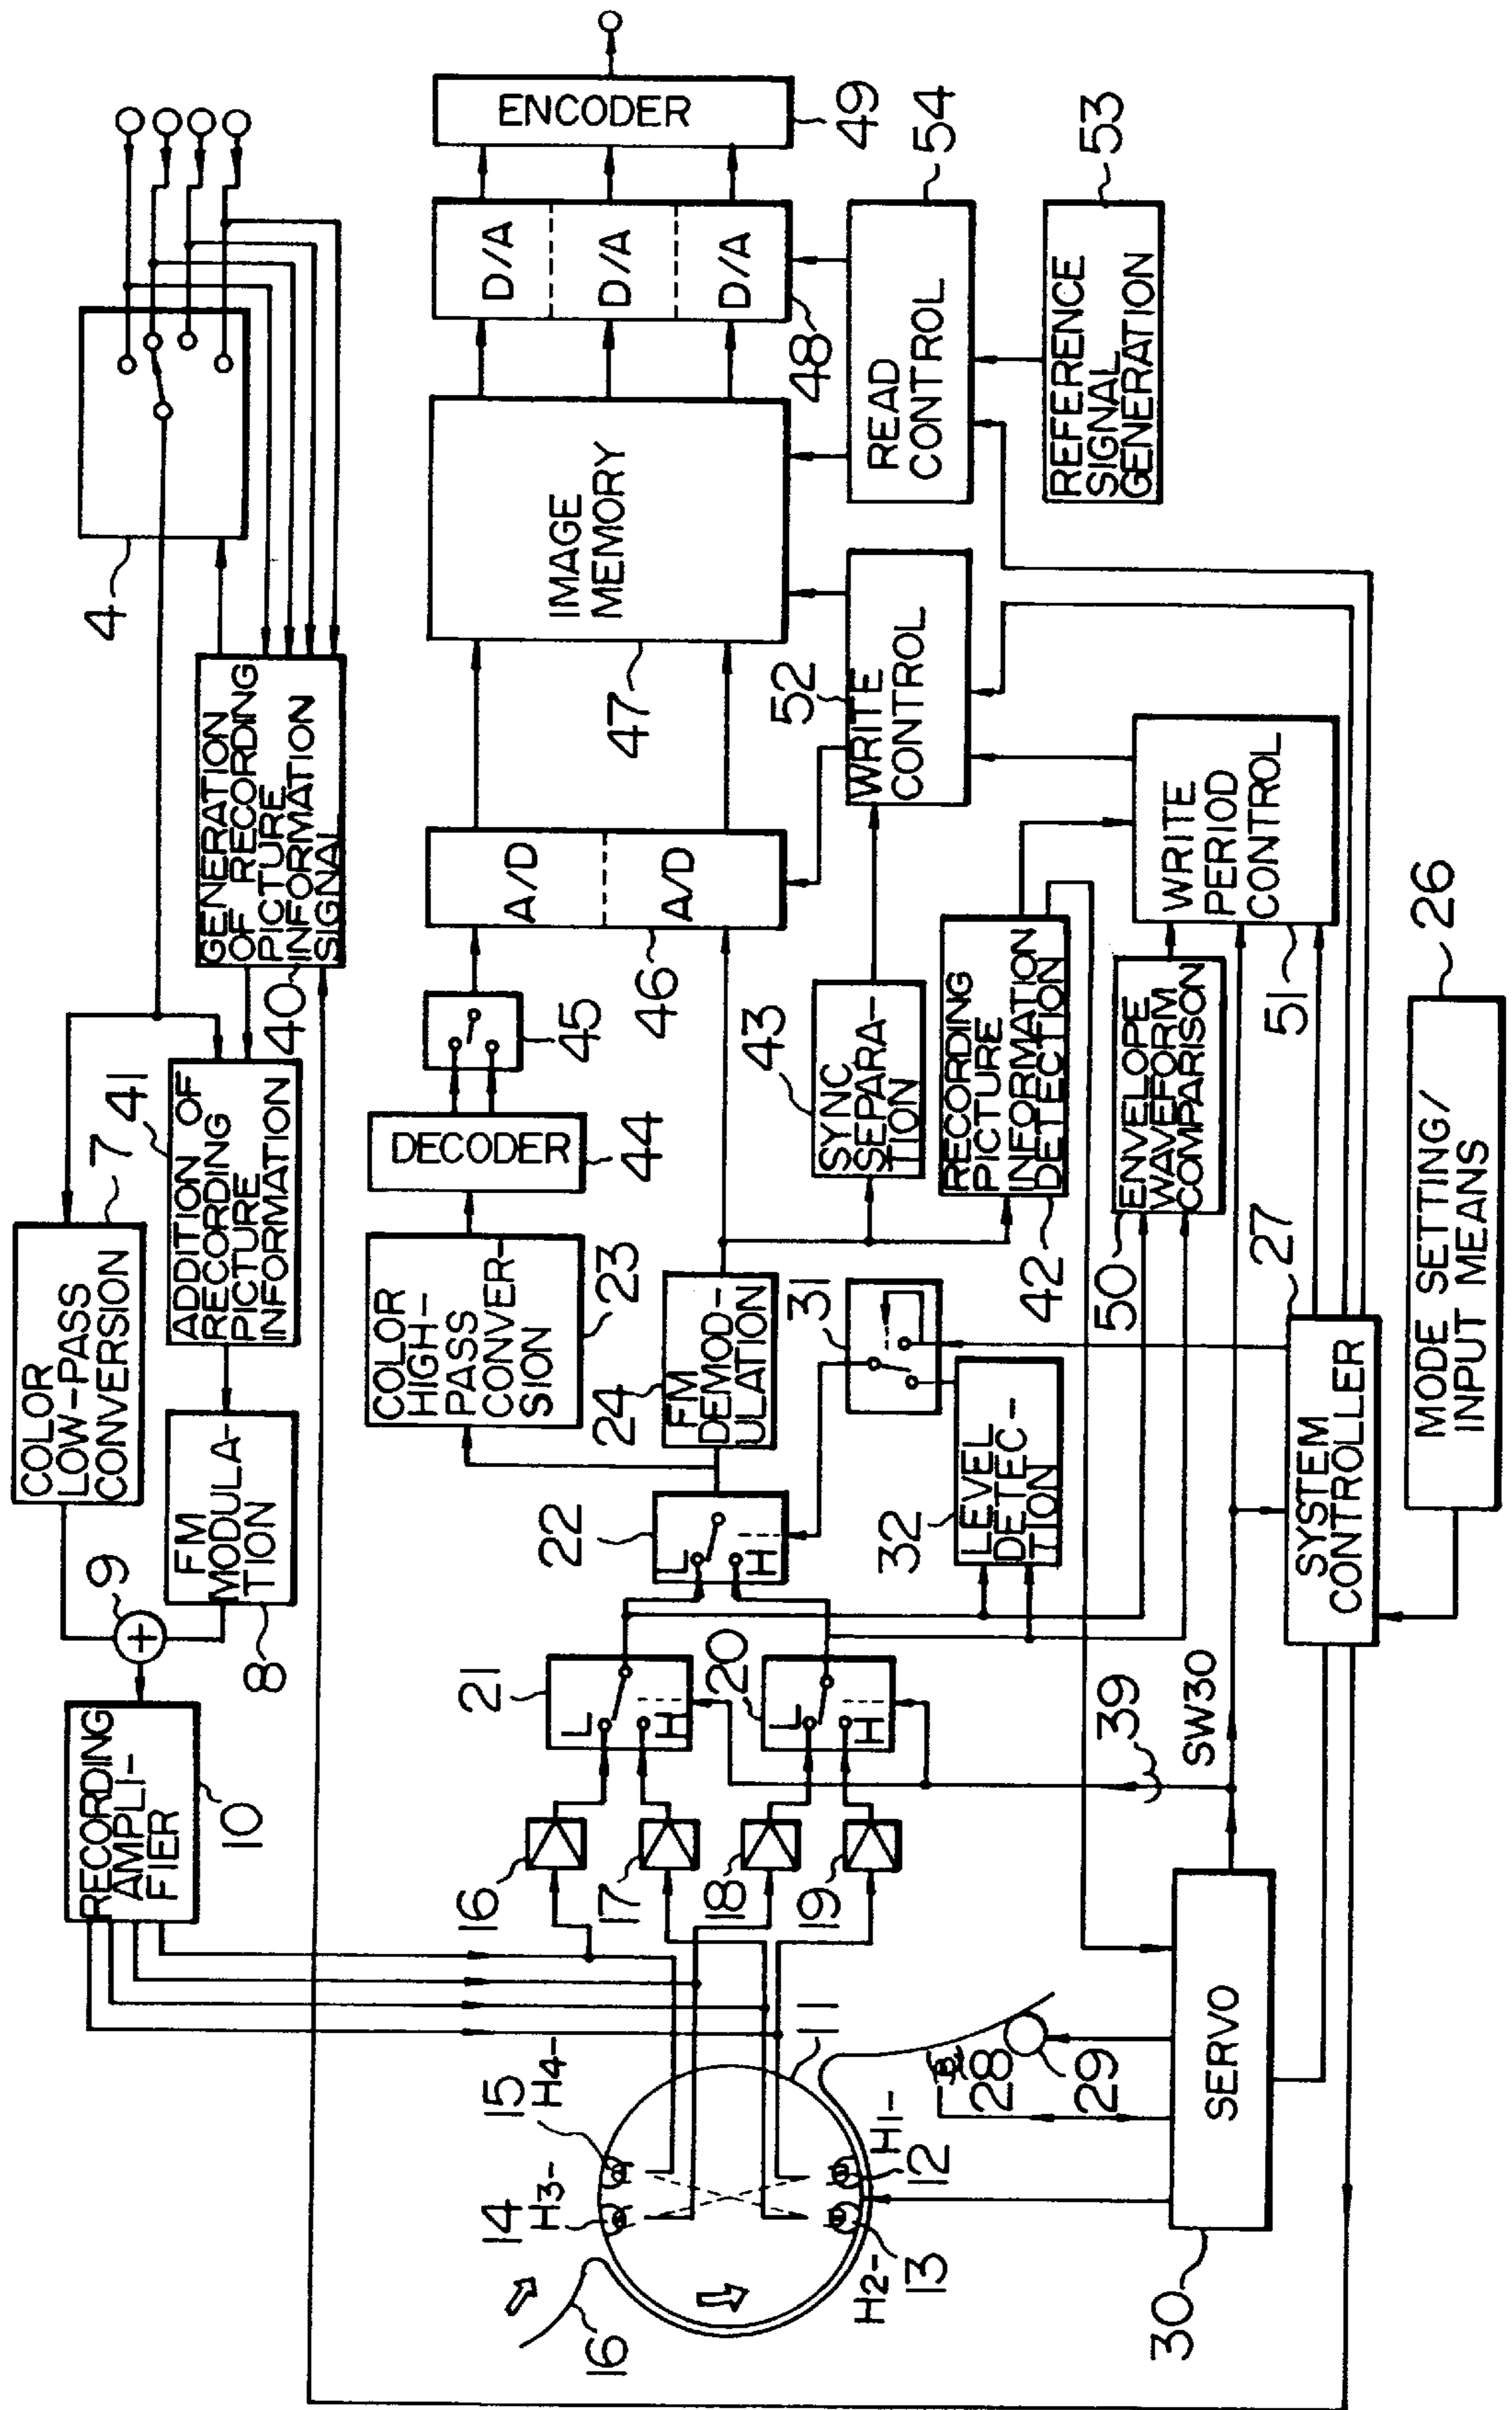 4
COLOR
LOW-PASS
CONVERSION
7
ADDITION OF
RECORDING
PICTURE
INFORMATION
41
GENERATION
OF RECORDING
PICTURE
INFORMATION
SIGNAL
40
FM
MODULA-
TION
8
9
RECORDING
AMPLI-
FIER
10
ENCODER
49
D/A
D/A
D/A
48
IMAGE
MEMORY
47
A/D
A/D
46
45
DECODER
44
COLOR
HIGH-
PASS
CONVER-
SION
23
FM
DEMOD-
ULATION
24
22
L
H
21
L
H
20
L
H
16
17
18
19
15
H4
14
H3
11
H1
12
H2
13
16
28
29
READ
CONTROL
54
REFERENCE
SIGNAL
GENERATION
53
WRITE
CONTROL
52
SYNC
SEPARA-
TION
43
RECORDING
PICTURE
INFORMATION
DETECTION
42
WRITE
PERIOD
CONTROL
51
ENVELOPE
WAVEFORM
COMPARISON
50
31
LEVEL
DETEC-
TION
32
SYSTEM
CONTROLLER
27
MODE SETTING/
INPUT MEANS
26
39
SW30
SERVO
30